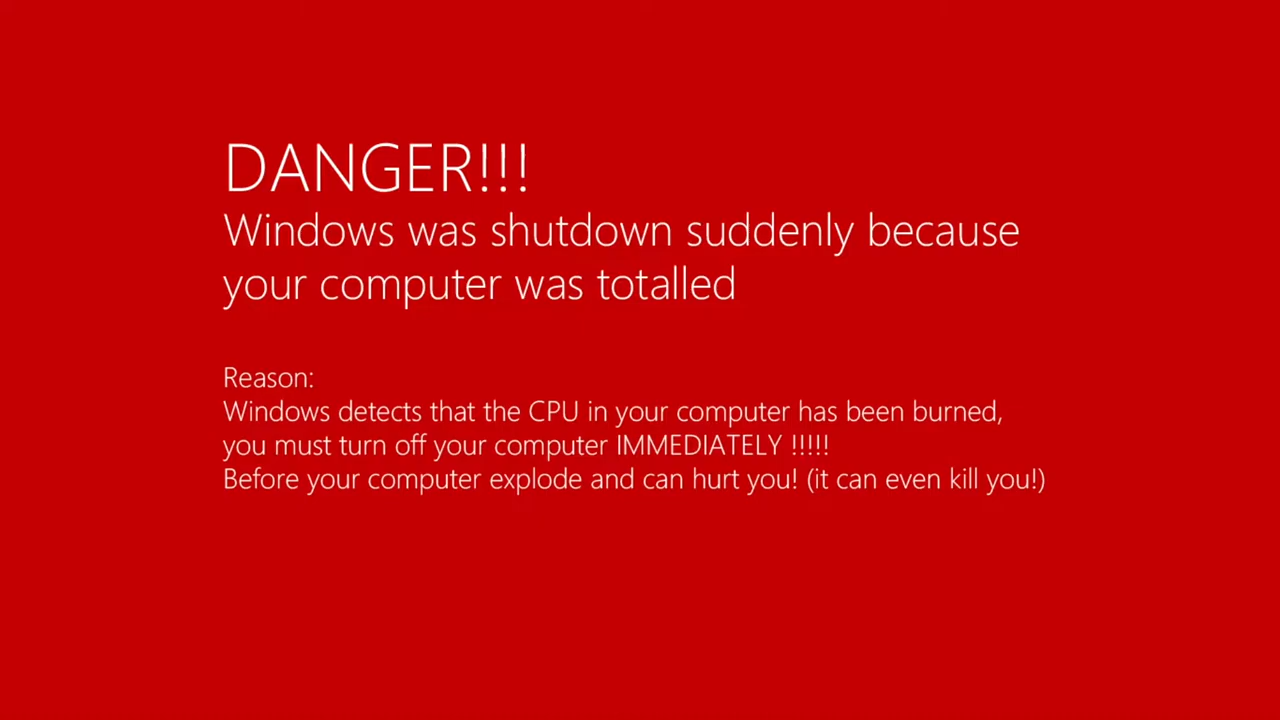 DANGER!!!
Windows was shutdown suddenly because
your computer was totalled
Reason:
Windows detects that the CPU in your computer has been burned,
you must turn off your computer IMMEDIATELY !!!!!
Before your computer explode and can hurt you! (it can even kill you!)